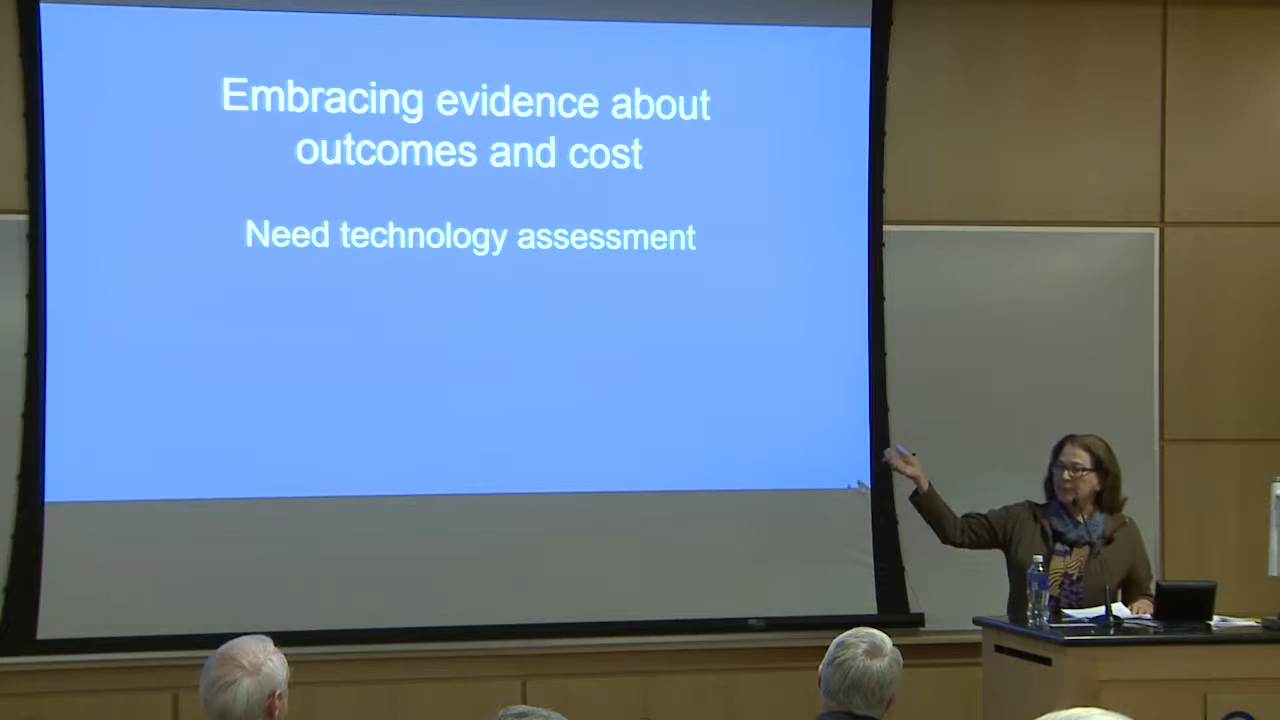 Embracing evidence about
outcomes and cost
Need technology assessment